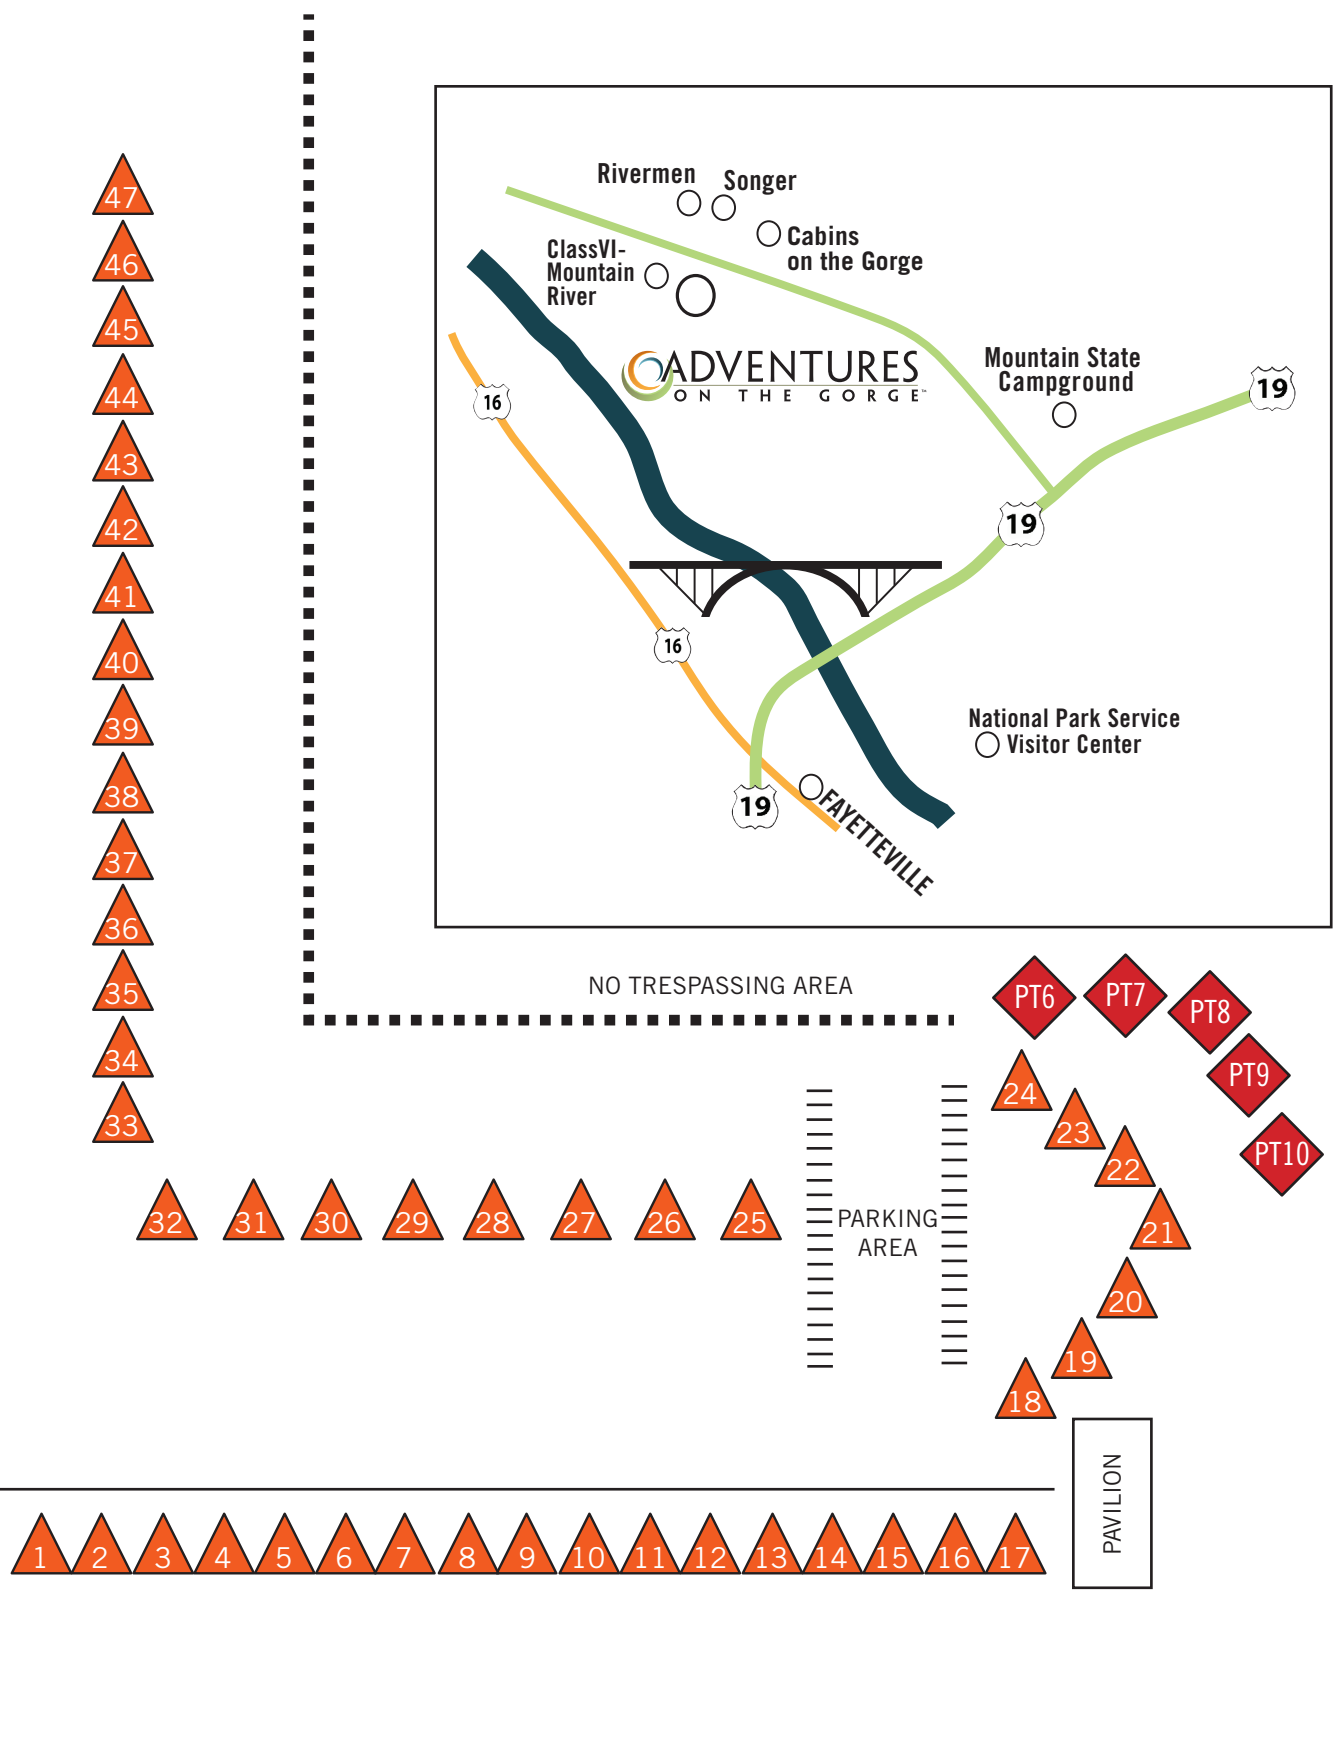 Rivermen
Songer
Cabins
on the Gorge
ClassVI-
Mountain
River
ADVENTURES
ON THE GORGE™
Mountain State
Campground
19
16
19
16
National Park Service
Visitor Center
19
FAYETTEVILLE
47
46
45
44
43
42
41
40
39
38
37
36
35
34
33
NO TRESPASSING AREA
PT6
PT7
PT8
PT9
PT10
24
23
22
21
20
19
18
32 31 30 29 28 27 26 25
PARKING
AREA
PAVILION
1 2 3 4 5 6 7 8 9 10 11 12 13 14 15 16 17